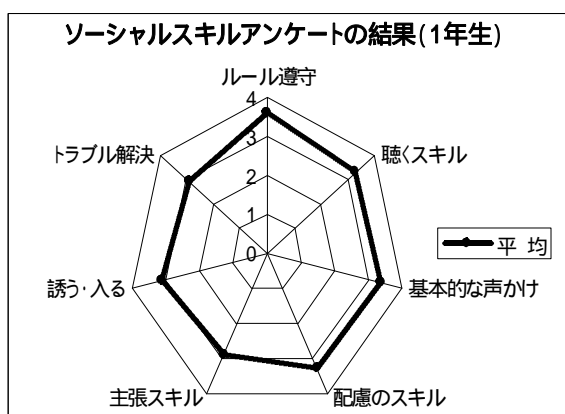 ソーシャルスキルアンケートの結果(1年生)
ルール遵守
聴くスキル
基本的な声かけ
配慮のスキル
主張スキル
誘う・入る
トラブル解決
4
3
2
1
0
平 均